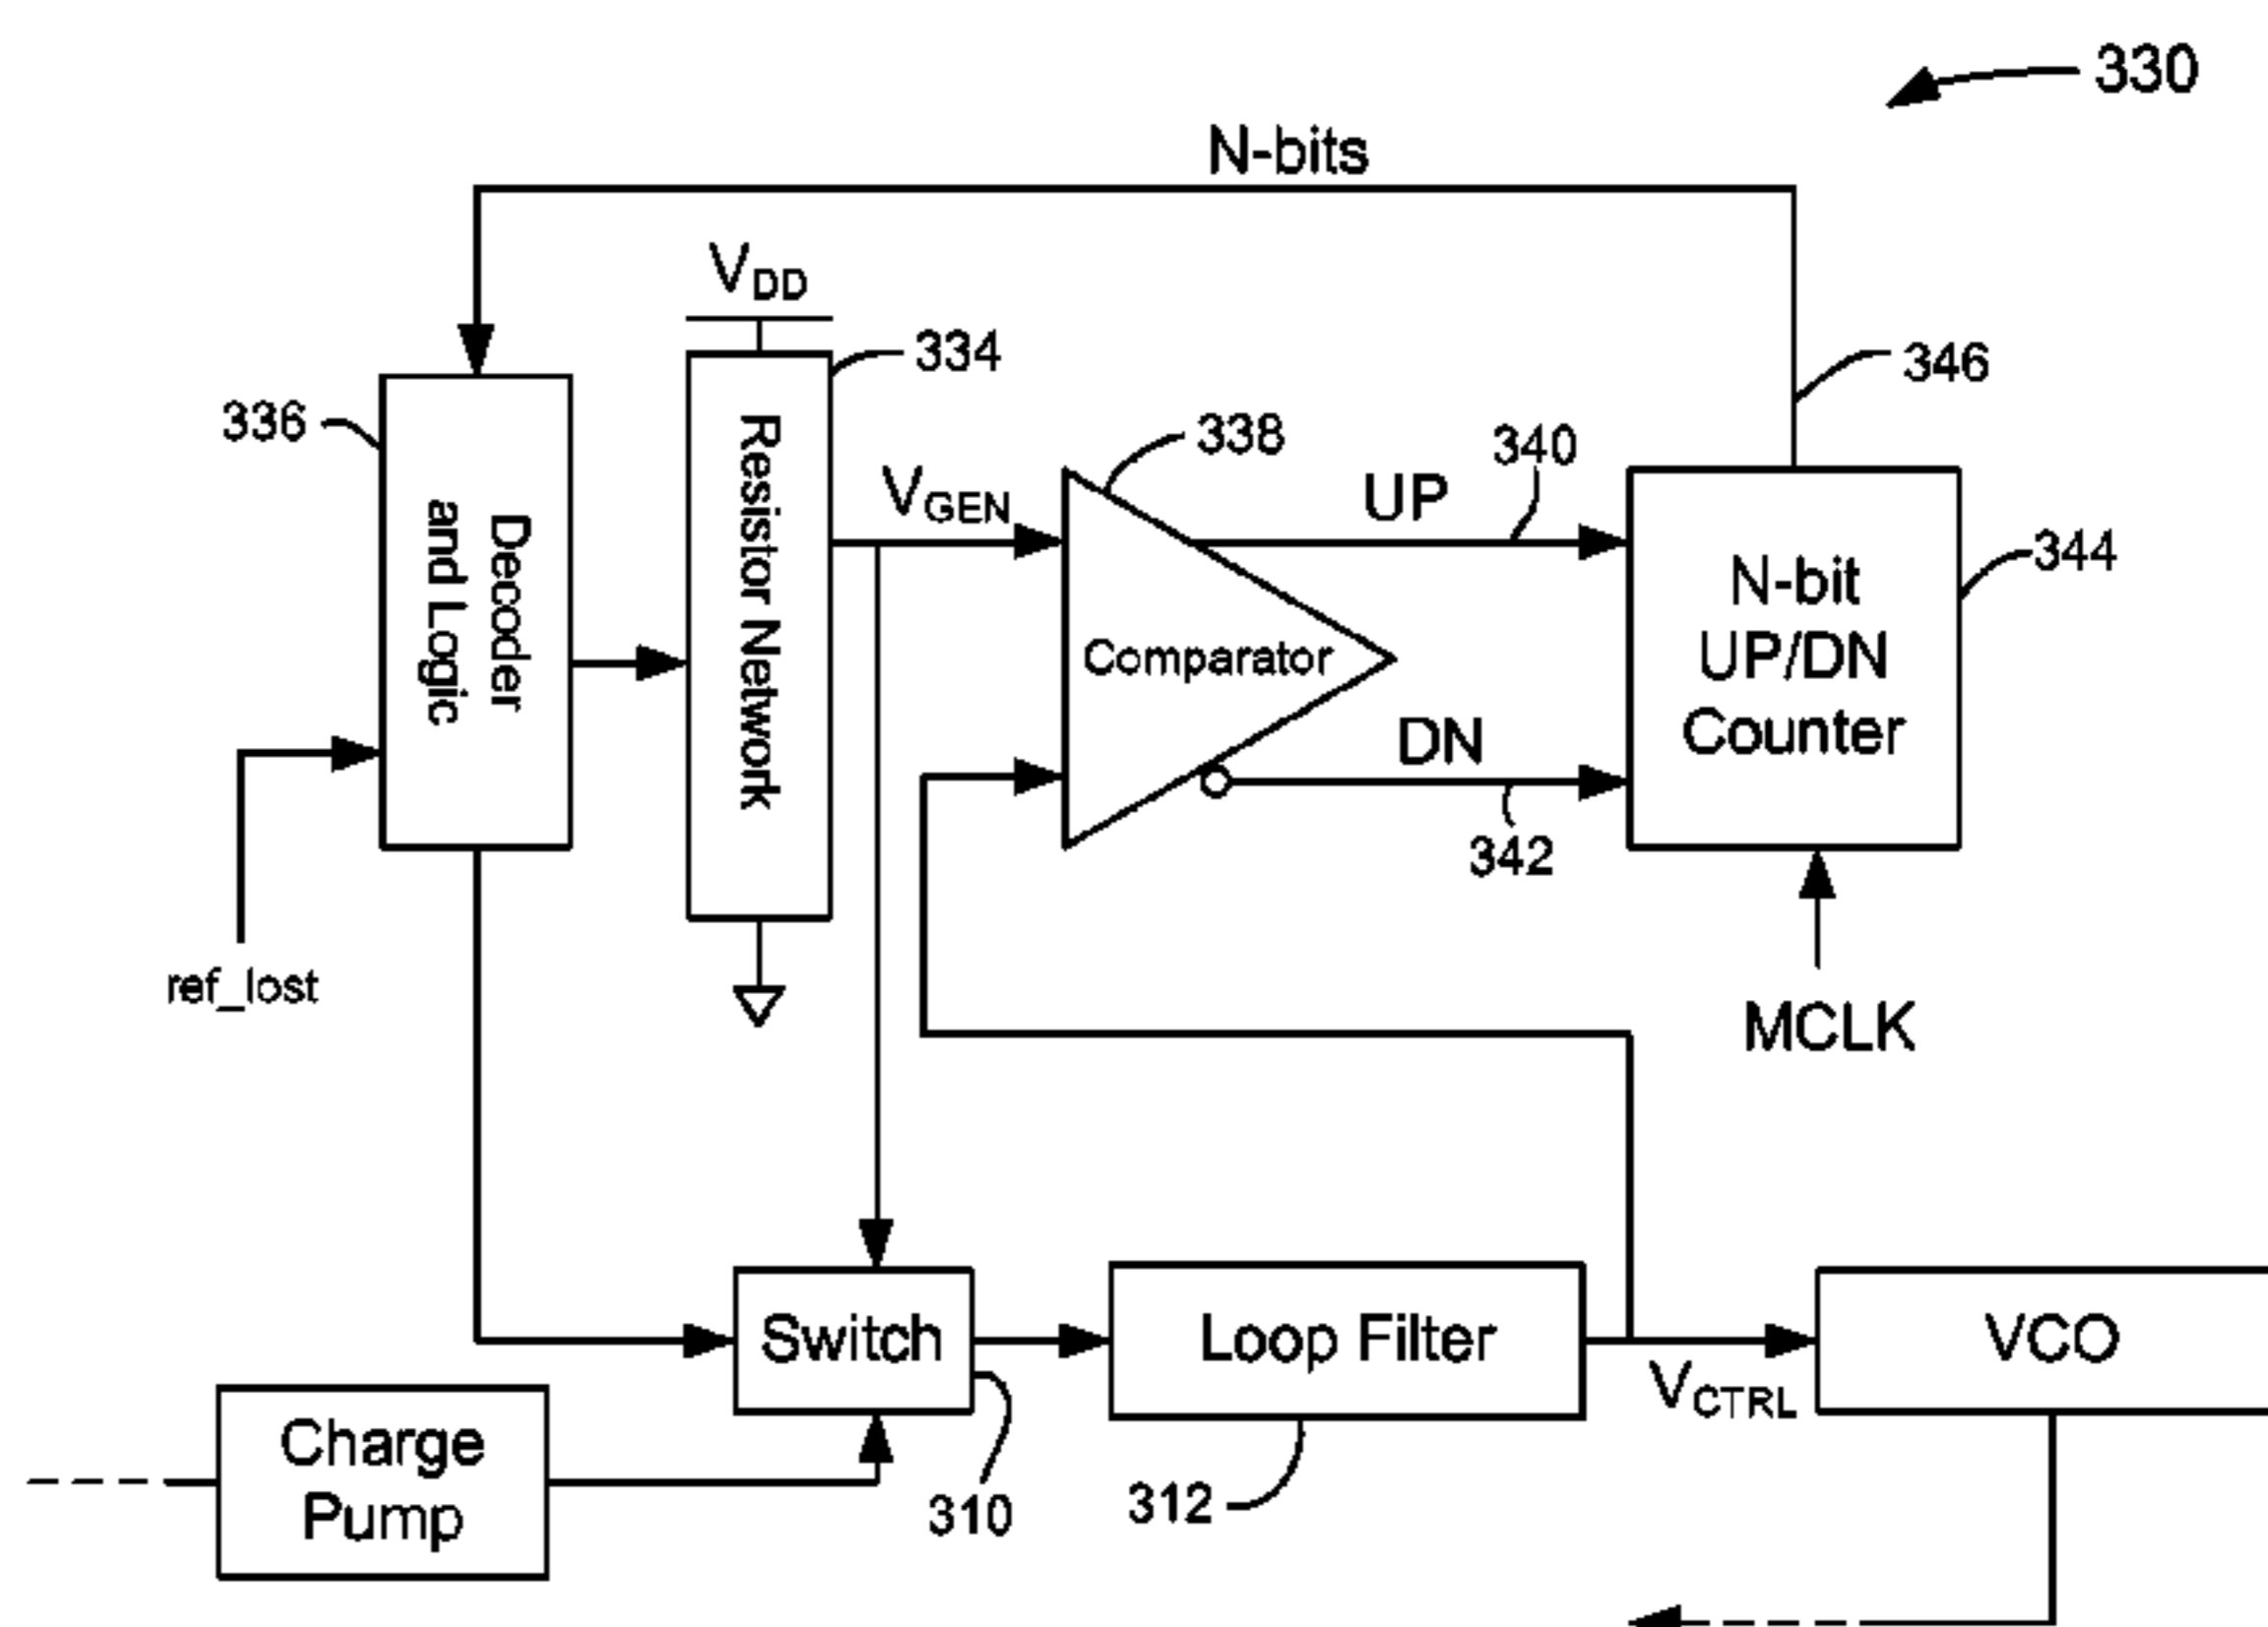 330
N-bits
VDD
334
346
336
338
340
VGEN
UP
344
Decoder
and Logic
Resistor Network
Comparator
N-bit
UP/DN
Counter
DN
342
ref_lost
MCLK
Switch
Loop Filter
VCO
VCTRL
Charge
Pump
310
312